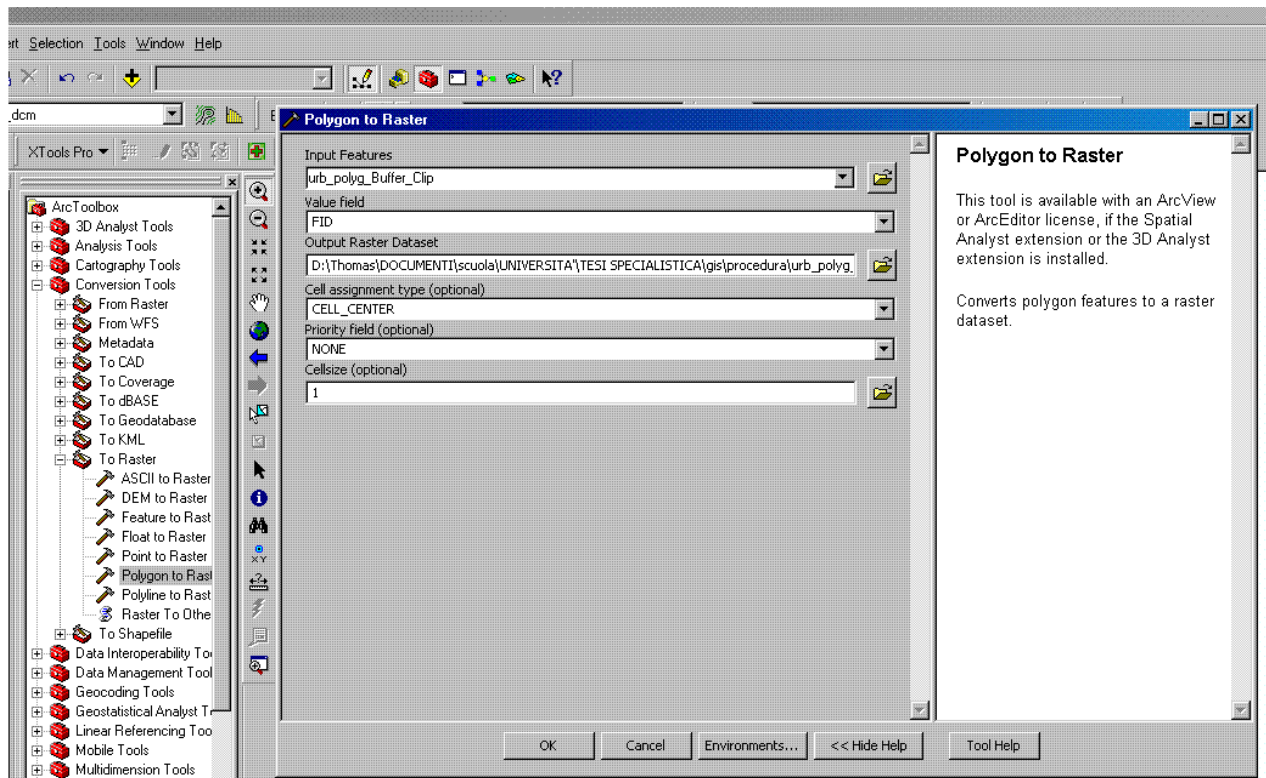 ert Selection Tools Window Help
_dcm
XTools Pro
ArcToolbox
3D Analyst Tools
Analysis Tools
Cartography Tools
Conversion Tools
From Raster
From WFS
Metadata
To CAD
To Coverage
To dBASE
To Geodatabase
To KML
To Raster
ASCII to Raster
DEM to Raster
Feature to Rast
Float to Raster
Point to Raster
Polygon to Rast
Polyline to Rast
Raster To Othe
To Shapefile
Data Interoperability To
Data Management Tool
Geocoding Tools
Geostatistical Analyst T
Linear Referencing Too
Mobile Tools
Multidimension Tools
XY
Polygon to Raster
Input Features
urb_polyg_Buffer_Clip
Value field
FID
Output Raster Dataset
D:\Thomas\DOCUMENTI\scuola\UNIVERSITA'\TESI SPECIALISTICA\gis\procedura\urb_polyg_
Cell assignment type (optional)
CELL_CENTER
Priority field (optional)
NONE
Cellsize (optional)
1
OK
Cancel
Environments...
<< Hide Help
Tool Help
Polygon to Raster
This tool is available with an ArcView
or ArcEditor license, if the Spatial
Analyst extension or the 3D Analyst
extension is installed.
Converts polygon features to a raster
dataset.